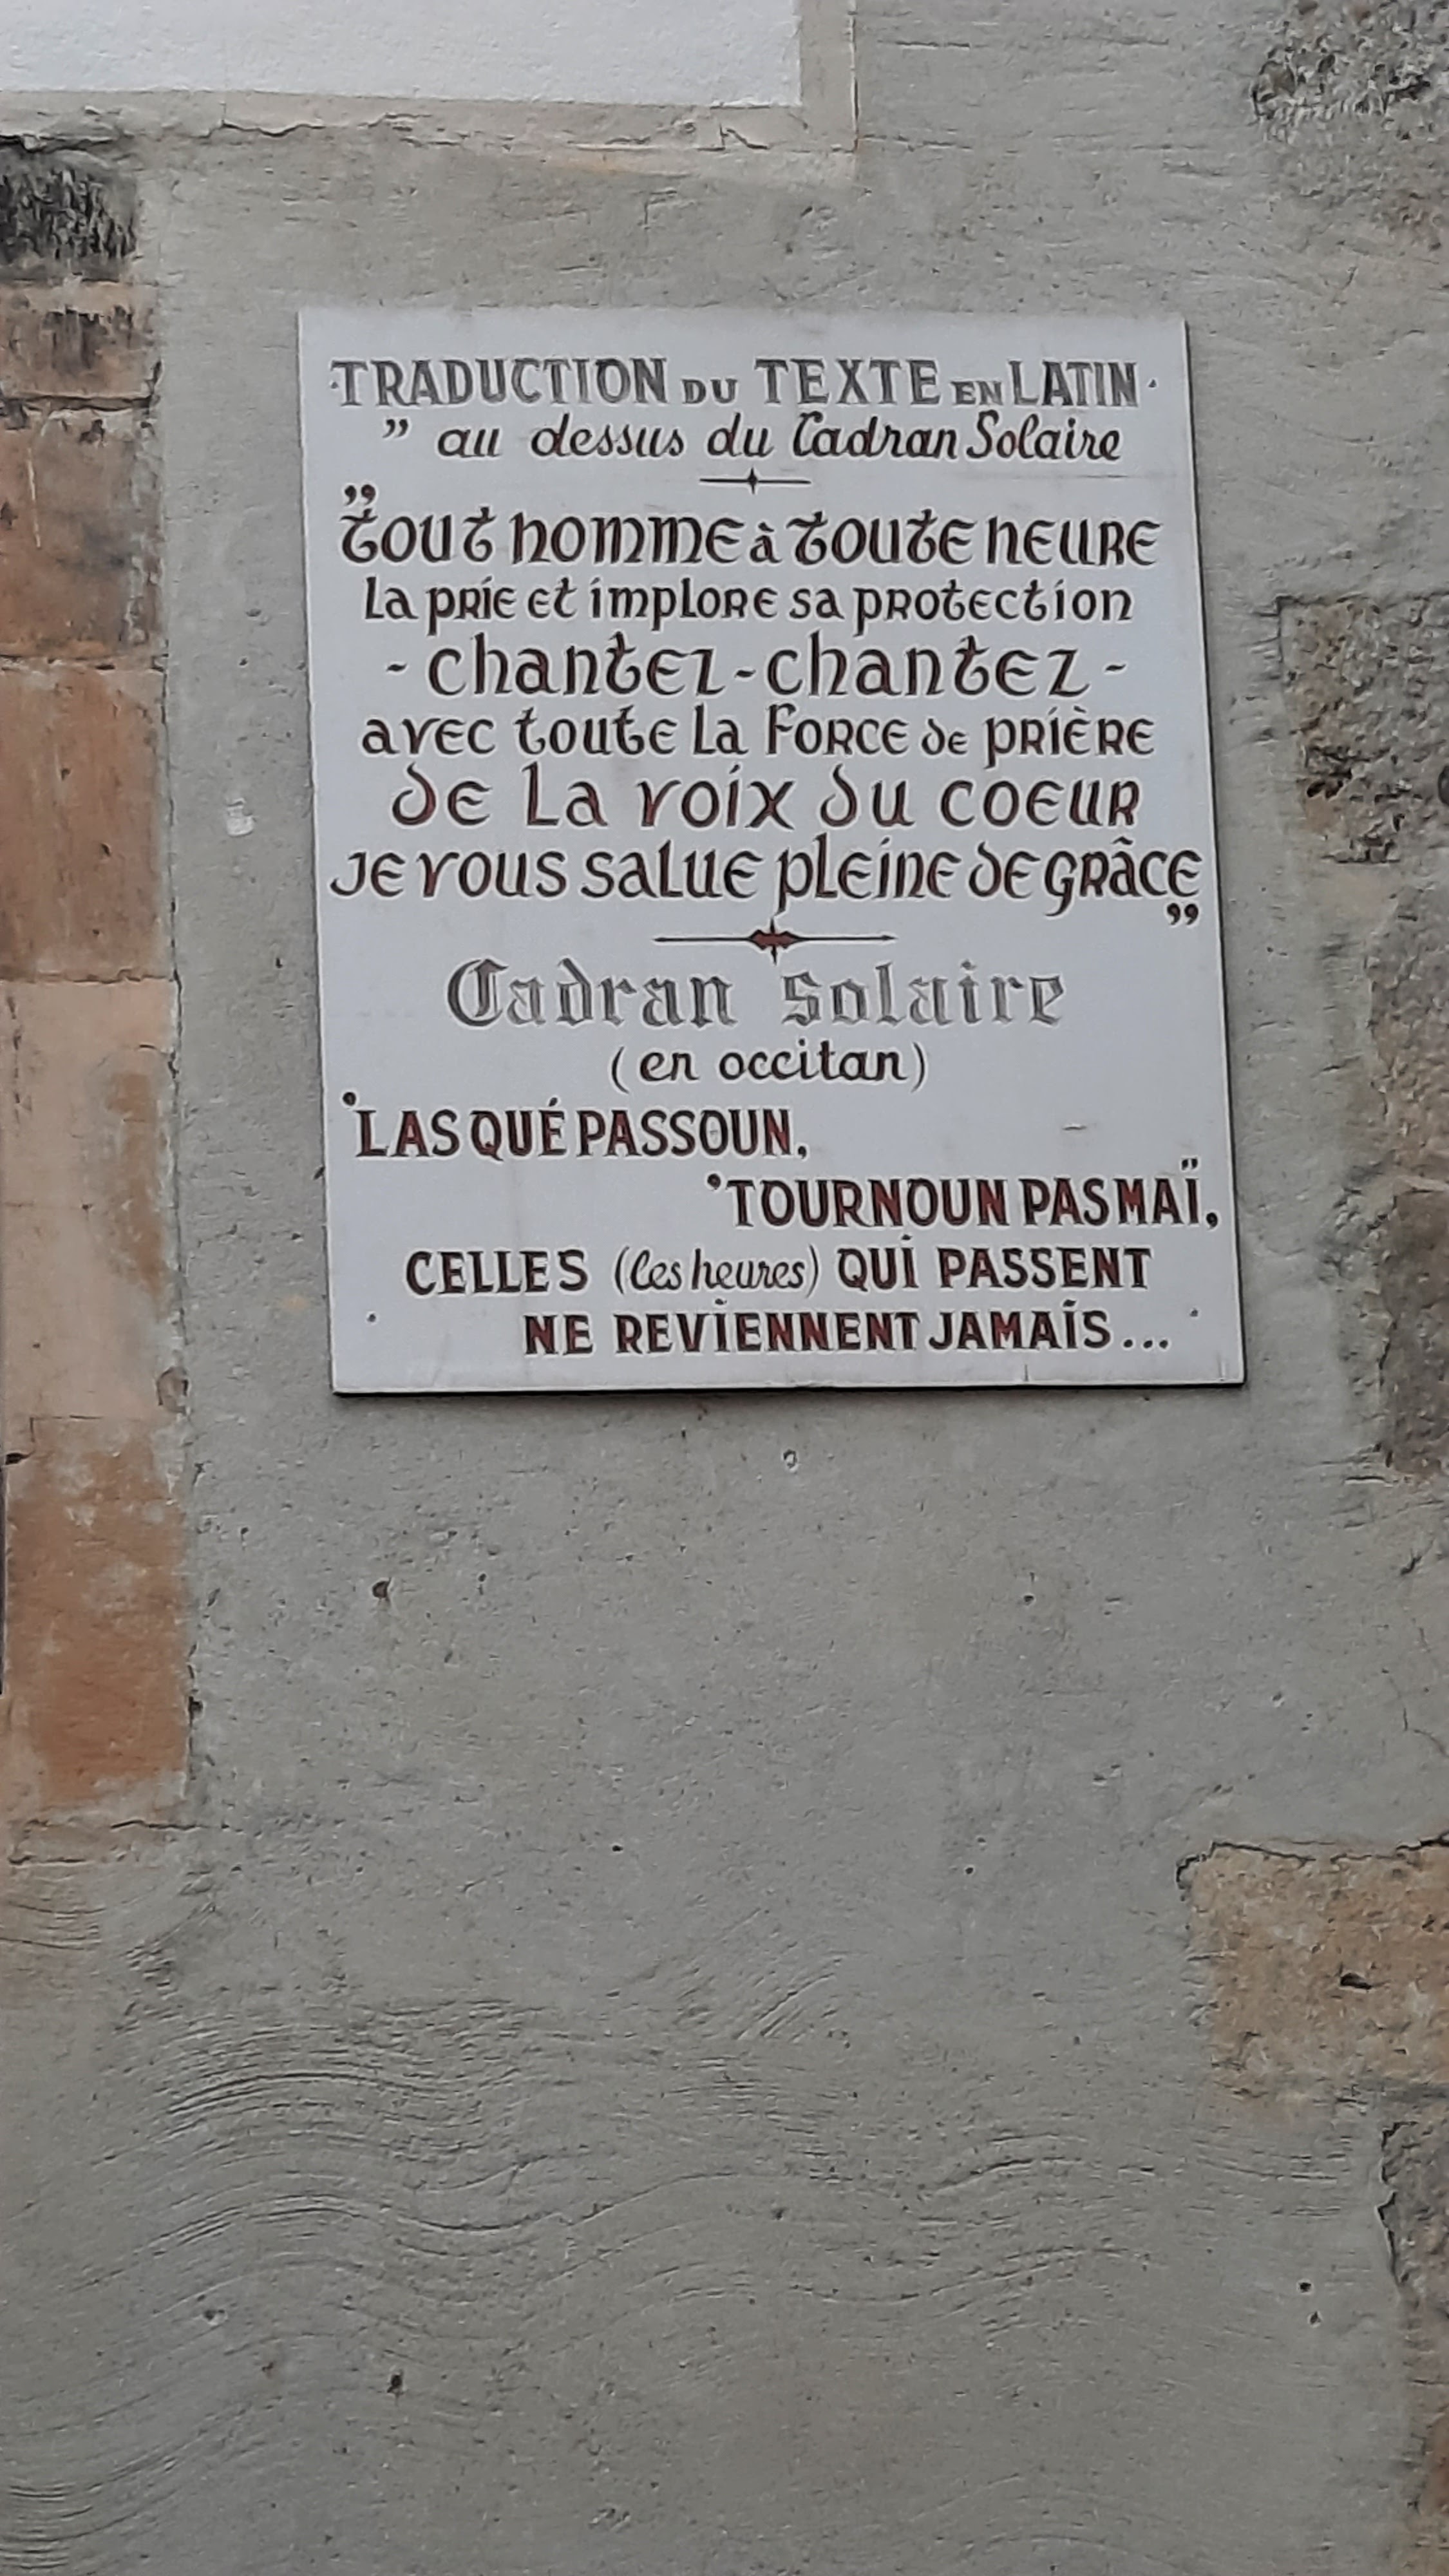 ·TRADUCTION DU TEXTE EN LATIN·
” au dessus du Cadran Solaire
” tout homme à toute heure
la prie et implore sa protection
- chantez - chantez -
avec toute la force de prière
de la voix du coeur
je vous salue pleine de grâce ”
Cadran Solaire
(en occitan)
LAS QUÉ PASSOUN,
TOURNOUN PAS MAÏ,
CELLES (les heures) QUI PASSENT
NE REVIENNENT JAMAIS...